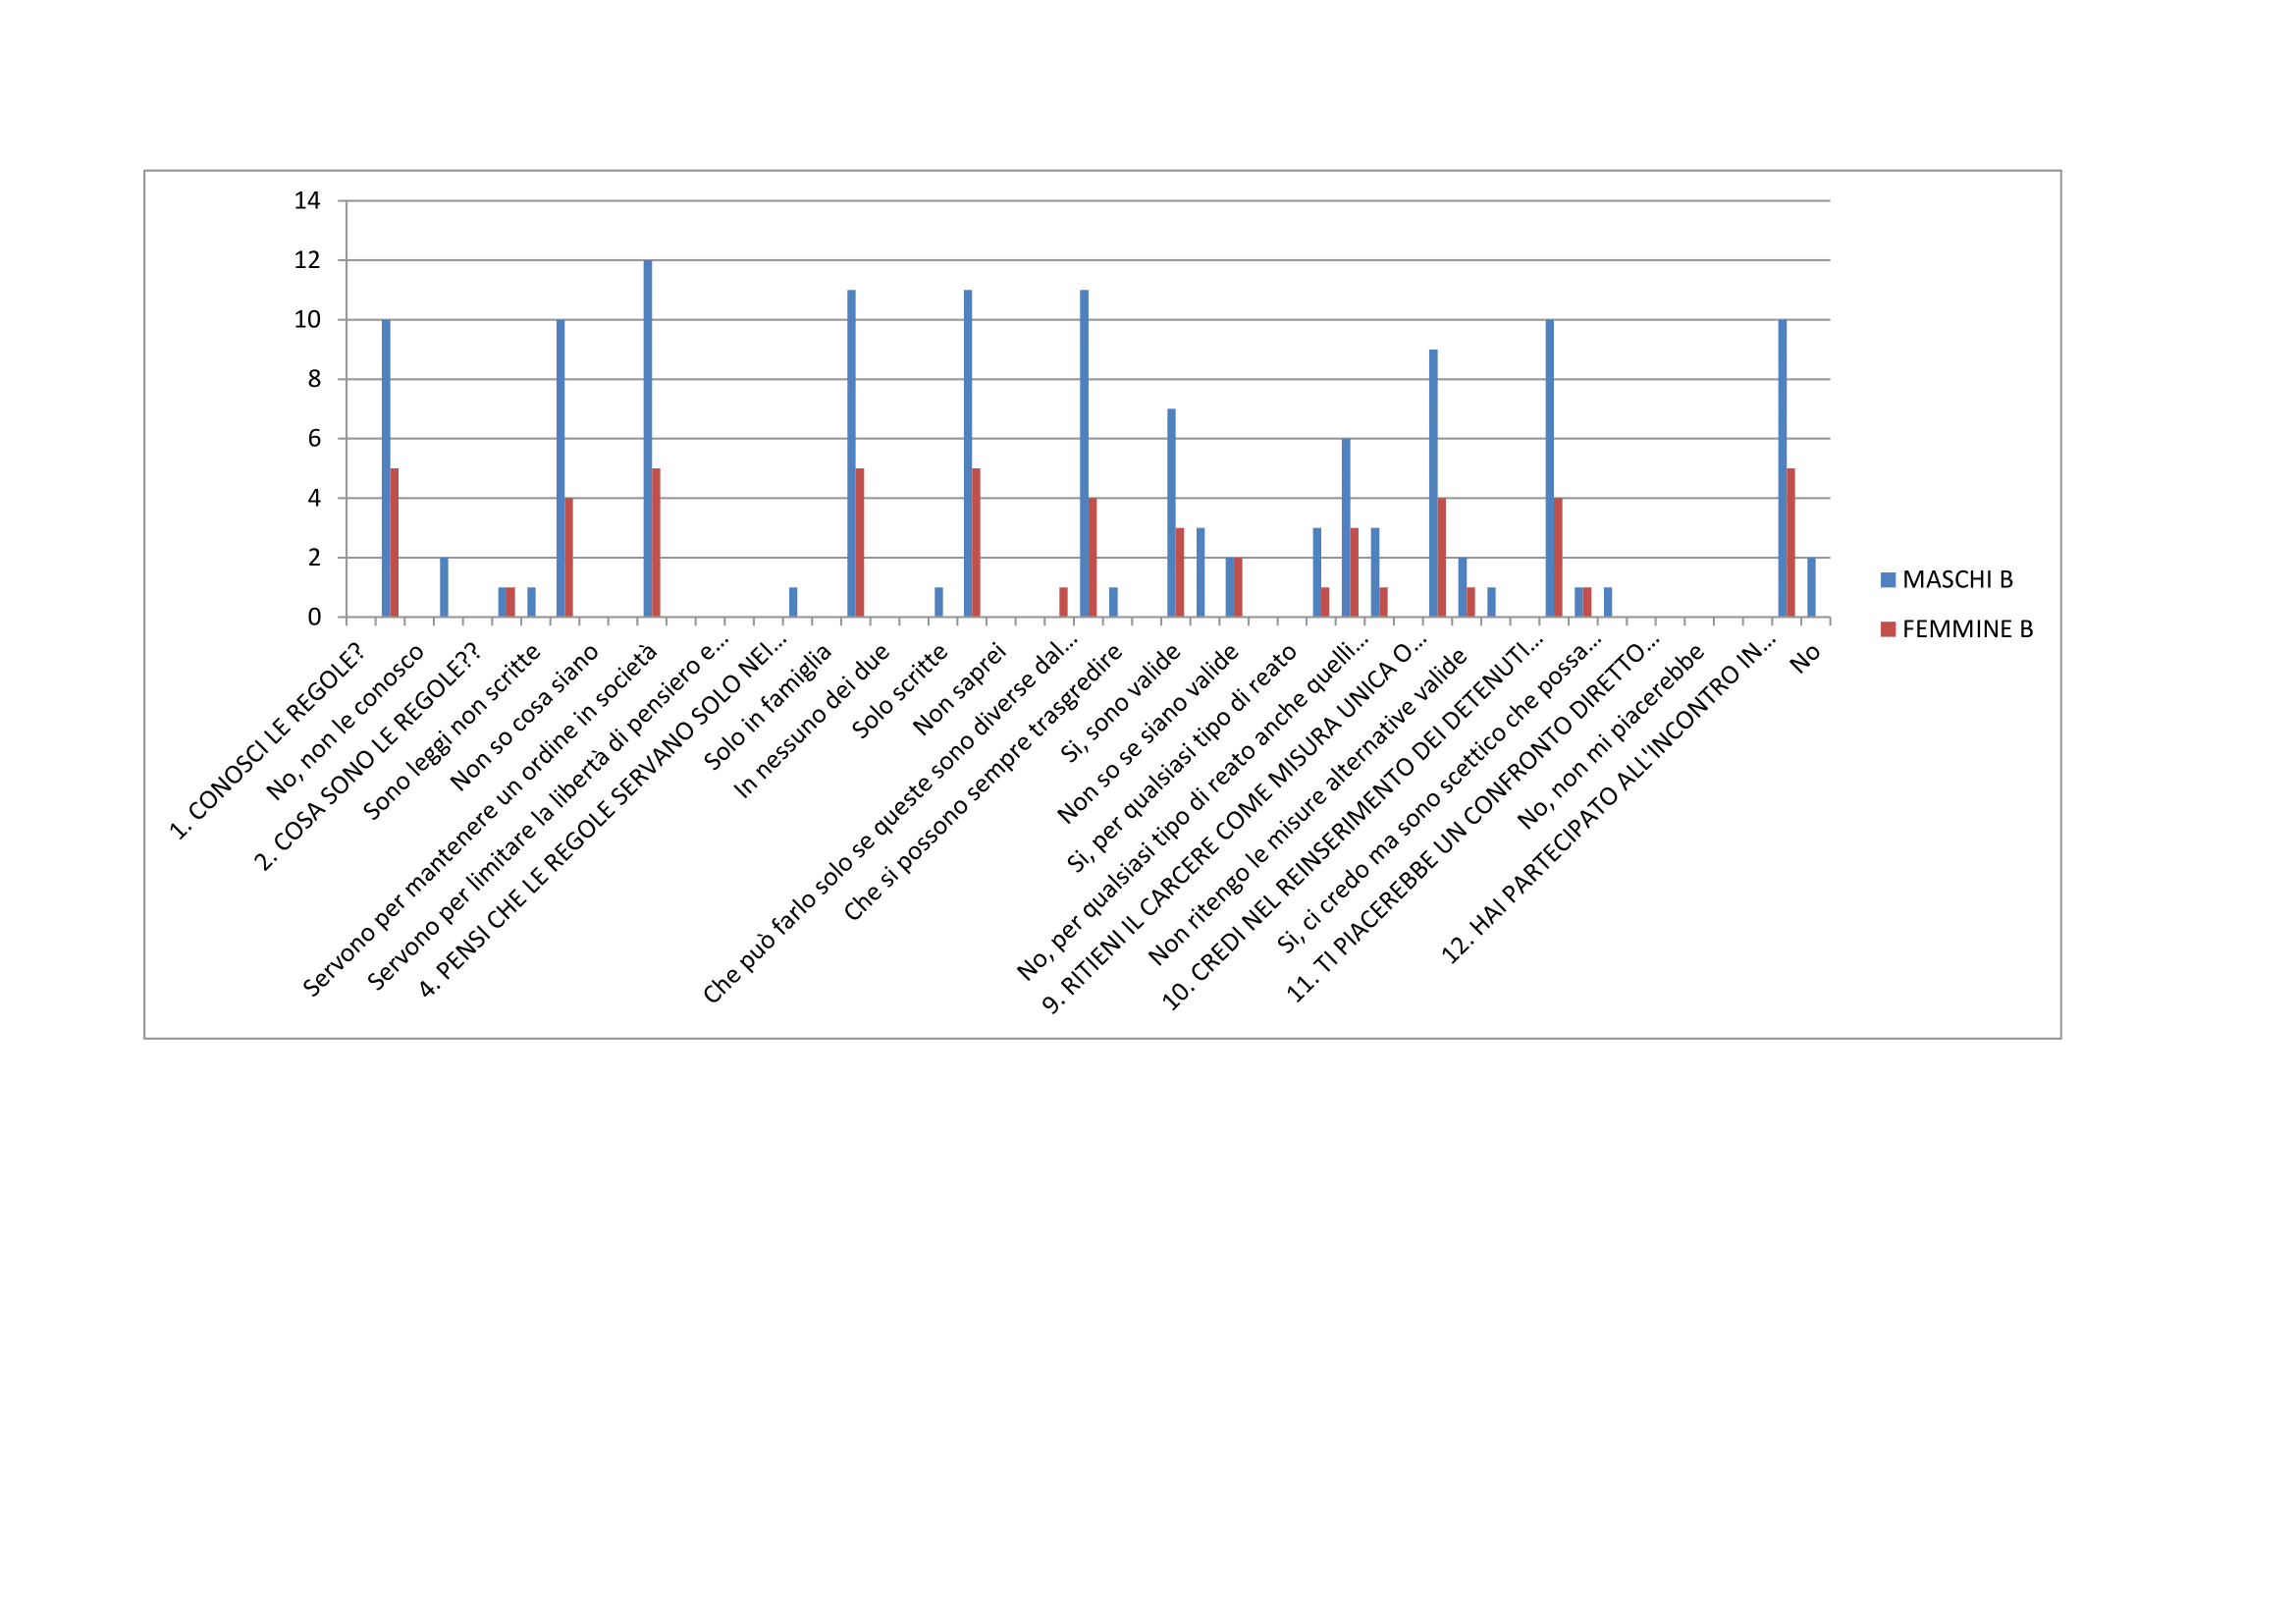 14
12
10
8
6
4
2
0
1. CONOSCI LE REGOLE?
No, non le conosco
2. COSA SONO LE REGOLE??
Sono leggi non scritte
Non so cosa siano
Servono per mantenere un ordine in società
Servono per limitare la libertà di pensiero e...
4. PENSI CHE LE REGOLE SERVANO SOLO NEI...
Solo in famiglia
In nessuno dei due
Solo scritte
Non saprei
Che può farlo solo se queste sono diverse dal...
Che si possono sempre trasgredire
Si, sono valide
Non so se siano valide
Si, per qualsiasi tipo di reato
No, per qualsiasi tipo di reato anche quelli...
9. RITIENI IL CARCERE COME MISURA UNICA O...
Non ritengo le misure alternative valide
10. CREDI NEL REINSERIMENTO DEI DETENUTI...
Si, ci credo ma sono scettico che possa...
11. TI PIACEREBBE UN CONFRONTO DIRETTO...
No, non mi piacerebbe
12. HAI PARTECIPATO ALL'INCONTRO IN...
No
MASCHI B
FEMMINE B